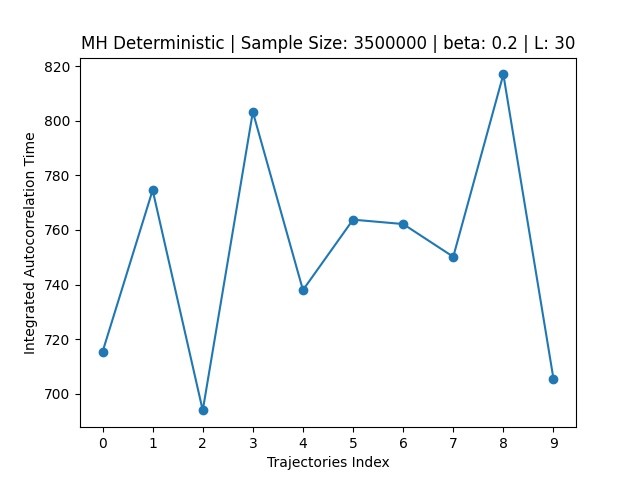 MH Deterministic | Sample Size: 3500000 | beta: 0.2 | L: 30
820
800
780
760
740
720
700
Integrated Autocorrelation Time
0 1 2 3 4 5 6 7 8 9
Trajectories Index